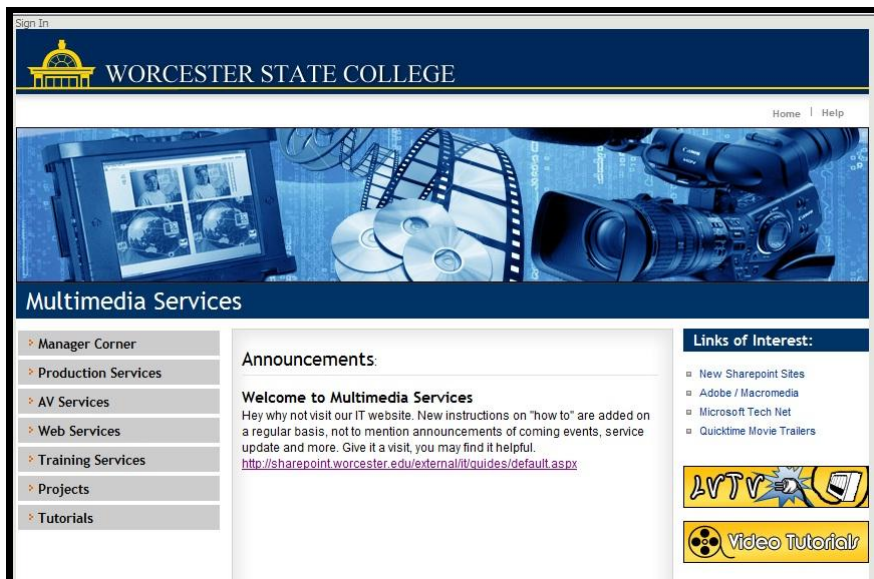 Sign In
WORCESTER STATE COLLEGE
Home | Help
Multimedia Services
Manager Corner
Production Services
AV Services
Web Services
Training Services
Projects
Tutorials
Announcements:
Welcome to Multimedia Services
Hey why not visit our IT website. New instructions on "how to" are added on
a regular basis, not to mention announcements of coming events, service
update and more. Give it a visit, you may find it helpful.
http://sharepoint.worcester.edu/external/it/guides/default.aspx
Links of Interest:
New Sharepoint Sites
Adobe / Macromedia
Microsoft Tech Net
Quicktime Movie Trailers
LVTV
Video Tutorials